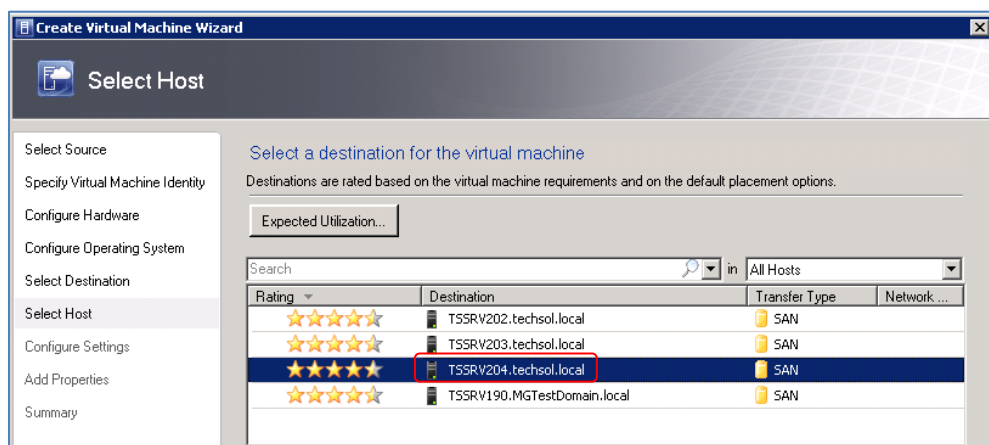 Create Virtual Machine Wizard
Select Host
Select Source
Specify Virtual Machine Identity
Configure Hardware
Configure Operating System
Select Destination
Select Host
Configure Settings
Add Properties
Summary
Select a destination for the virtual machine
Destinations are rated based on the virtual machine requirements and on the default placement options.
Expected Utilization...
Search in All Hosts
Rating Destination Transfer Type Network ...
TSSRV202.techsol.local SAN
TSSRV203.techsol.local SAN
TSSRV204.techsol.local SAN
TSSRV190.MGTestDomain.local SAN